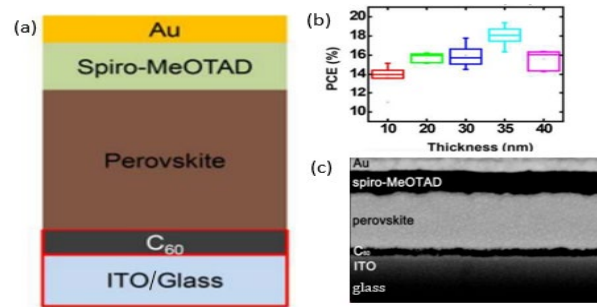 (a)
Au
Spiro-MeOTAD
Perovskite
C60
ITO/Glass
(b)
PCE (%)
20
18
16
14
12
10
10 20 30 35 40
Thickness (nm)
(c)
Au
spiro-MeOTAD
perovskite
C60
ITO
glass